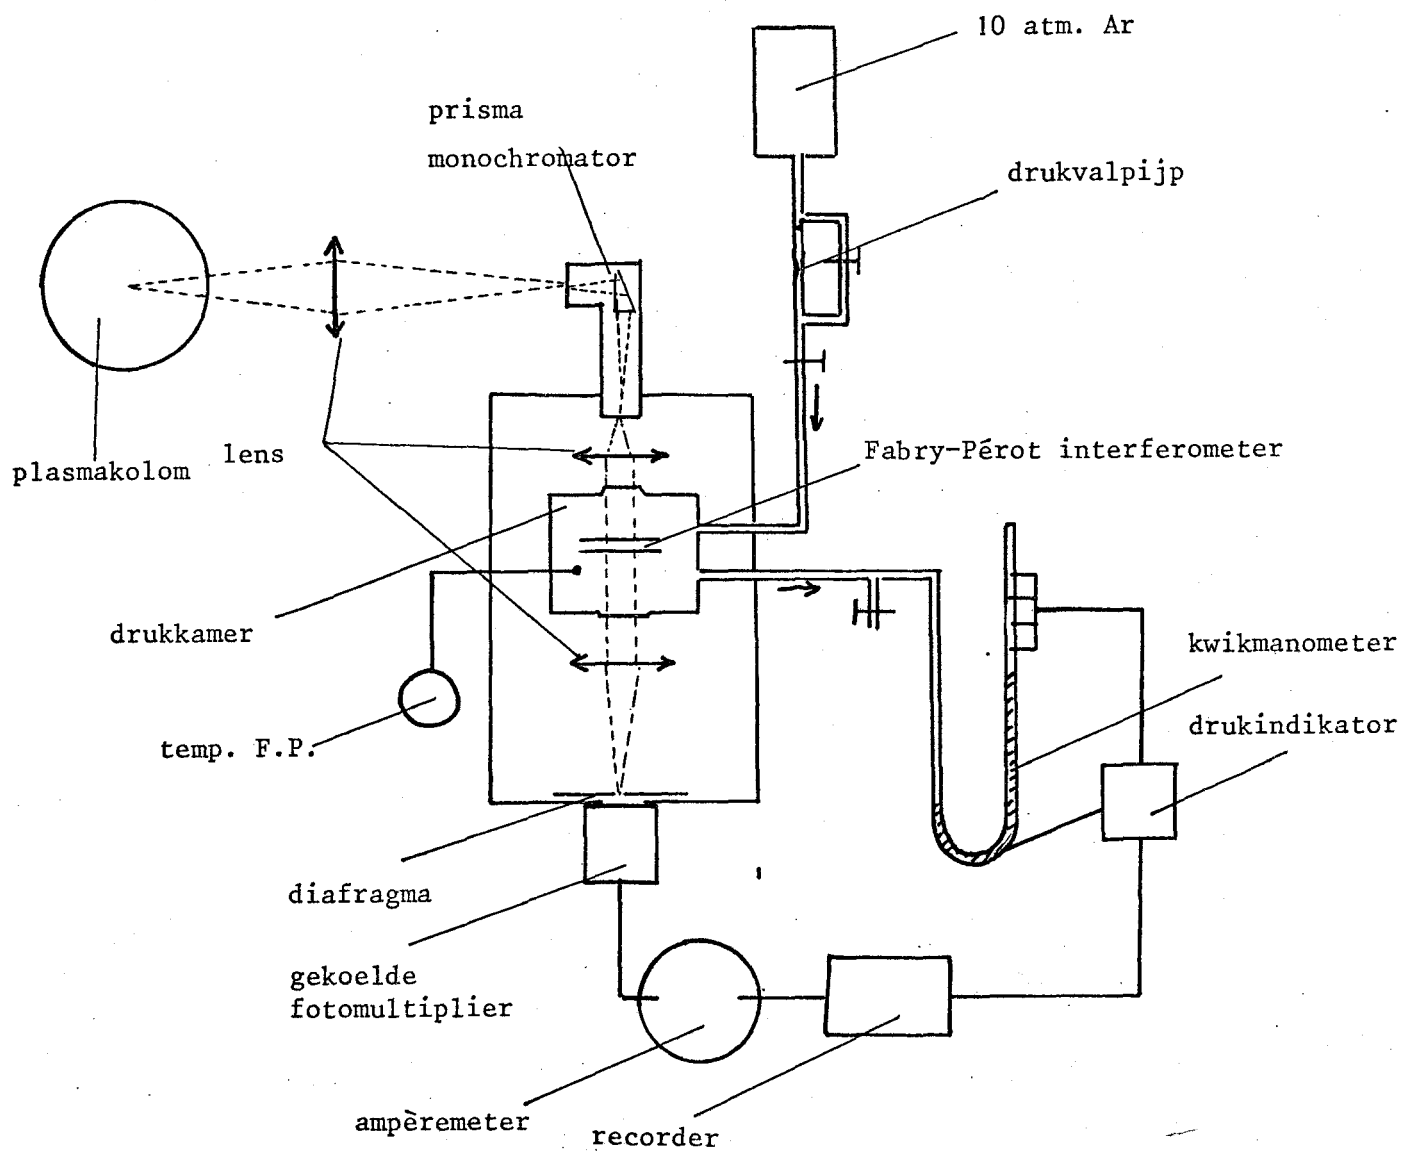 10 atm. Ar
prisma
monochromator
drukvalpijp
plasmakolom
lens
Fabry-Pérot interferometer
drukkamer
kwikmanometer
drukindikator
temp. F.P.
diafragma
gekoelde
fotomultiplier
ampèremeter
recorder